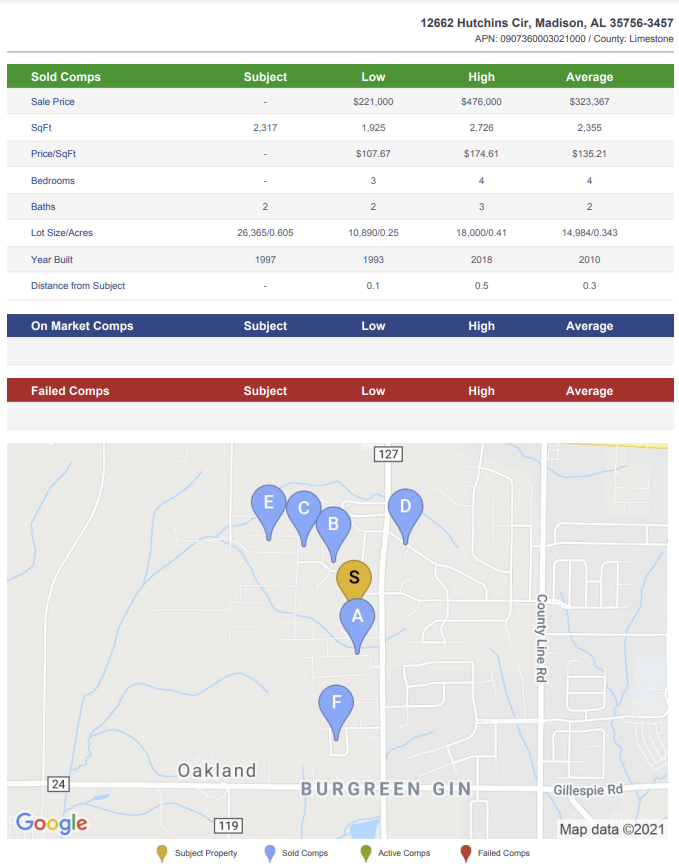 12662 Hutchins Cir, Madison, AL 35756-3457
APN: 0907360003021000 / County: Limestone
Sold Comps Subject Low High Average
Sale Price - $221,000 $476,000 $323,367
SqFt 2,317 1,925 2,726 2,355
Price/SqFt - $107.67 $174.61 $135.21
Bedrooms - 3 4 4
Baths 2 2 3 2
Lot Size/Acres 26,365/0.605 10,890/0.25 18,000/0.41 14,984/0.343
Year Built 1997 1993 2018 2010
Distance from Subject - 0.1 0.5 0.3
On Market Comps Subject Low High Average
Failed Comps Subject Low High Average
127
E C B D
S
A
County Line Rd
F
Oakland
24
BURGREEN GIN
Gillespie Rd
Google
119
Map data ©2021
Subject Property Sold Comps Active Comps Failed Comps